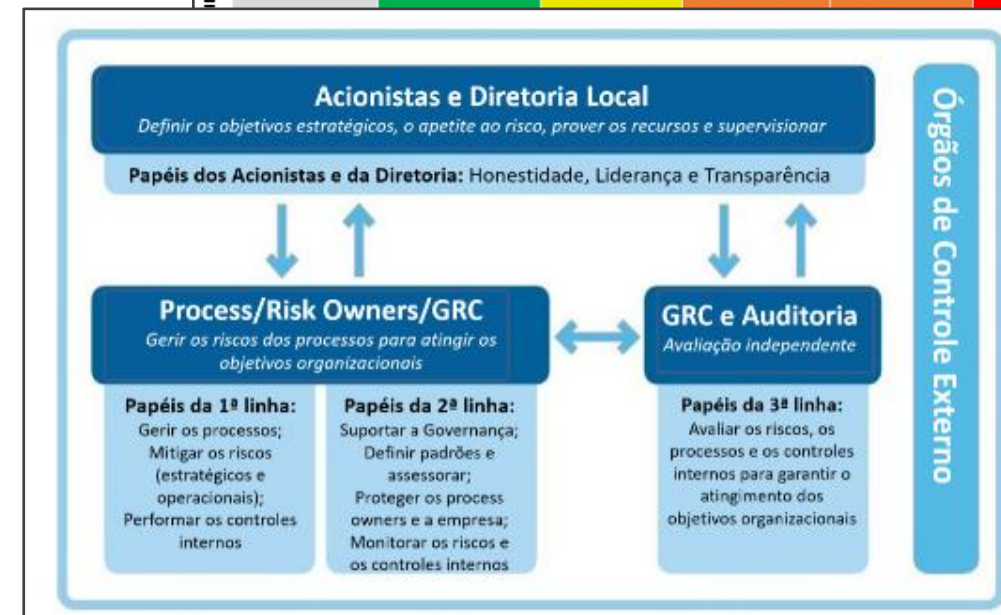 Acionistas e Diretoria Local
Definir os objetivos estratégicos, o apetite ao risco, prover os recursos e supervisionar
Papéis dos Acionistas e da Diretoria: Honestidade, Liderança e Transparência
Process/Risk Owners/GRC
Gerir os riscos dos processos para atingir os
objetivos organizacionais
Papéis da 1ª linha:
Gerir os processos;
Mitigar os riscos
(estratégicos e
operacionais);
Performar os controles
internos
Papéis da 2ª linha:
Suportar a Governança;
Definir padrões e
assessorar;
Proteger os process
owners e a empresa;
Monitorar os riscos e
os controles internos
GRC e Auditoria
Avaliação independente
Papéis da 3ª linha:
Avaliar os riscos, os
processos e os controles
internos para garantir o
atingimento dos
objetivos organizacionais
Órgãos de Controle Externo